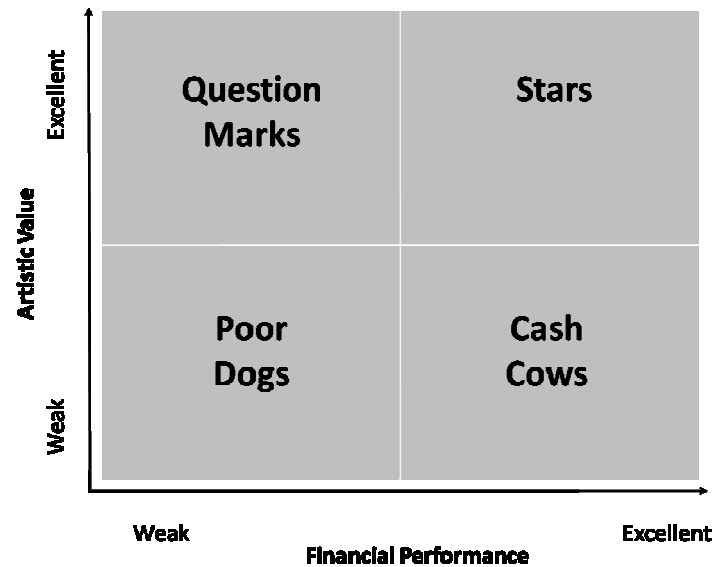 Excellent
Artistic Value
Weak
Question
Marks
Stars
Poor
Dogs
Cash
Cows
Weak
Excellent
Financial Performance